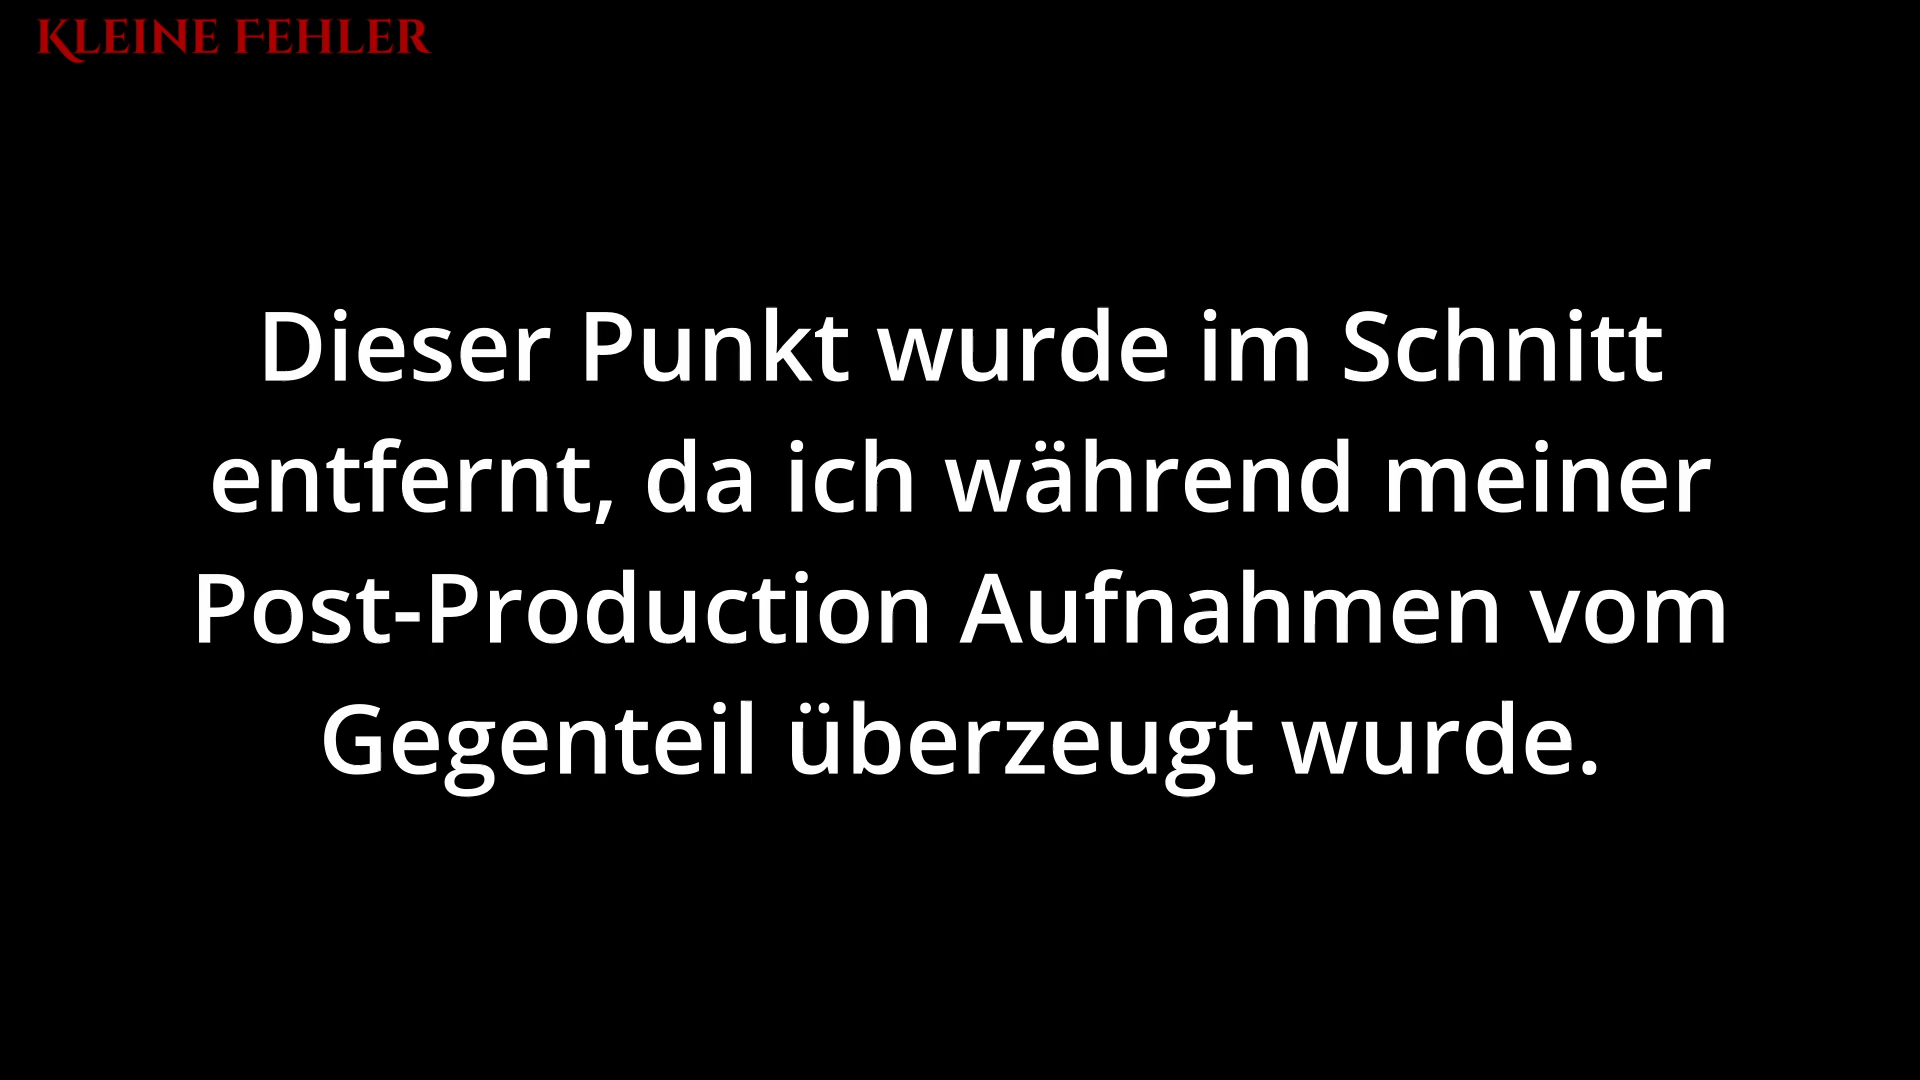 KLEINE FEHLER
Dieser Punkt wurde im Schnitt
entfernt, da ich während meiner
Post-Production Aufnahmen vom
Gegenteil überzeugt wurde.